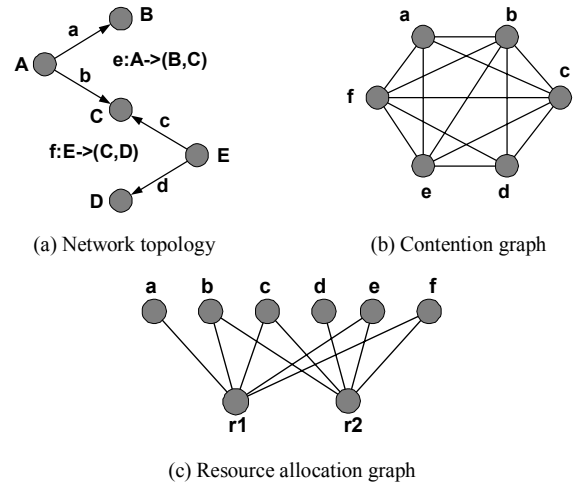 B
a
A
e:A->(B,C)
b
C
c
f:E->(C,D)
E
d
D
(a) Network topology
a
b
c
f
e
d
(b) Contention graph
a b c d e f
r1 r2
(c) Resource allocation graph